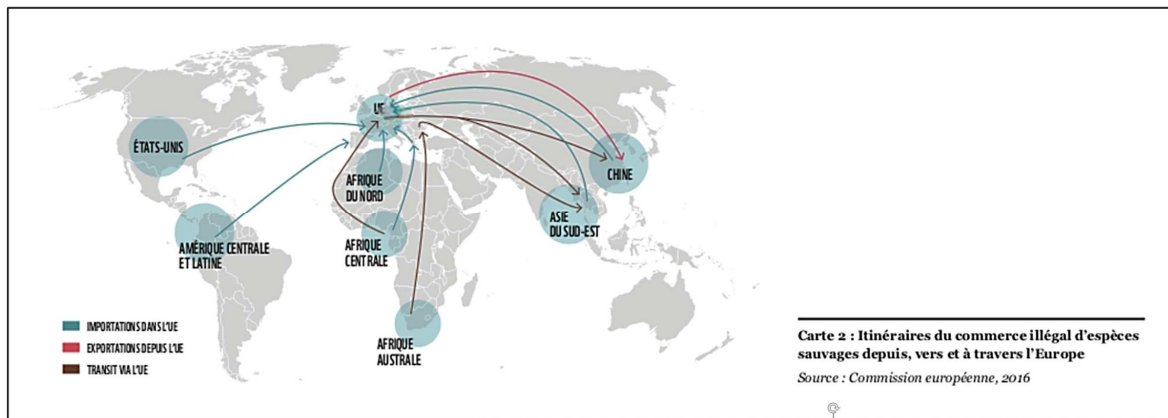 UE
ÉTATS-UNIS
CHINE
AFRIQUE
DU NORD
ASIE
DU SUD-EST
AMÉRIQUE CENTRALE
ET LATINE
AFRIQUE
CENTRALE
AFRIQUE
AUSTRALE
IMPORTATIONS DANS L'UE
EXPORTATIONS DEPUIS L'UE
TRANSIT VIA L'UE
Carte 2 : Itinéraires du commerce illégal d'espèces
sauvages depuis, vers et à travers l'Europe
Source : Commission européenne, 2016